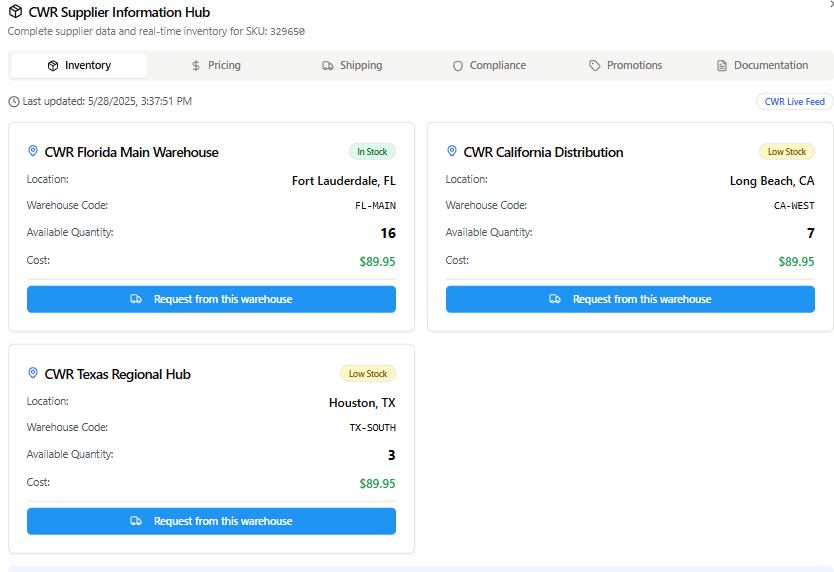 CWR Supplier Information Hub
Complete supplier data and real-time inventory for SKU: 329650
Inventory
Pricing
Shipping
Compliance
Promotions
Documentation
Last updated: 5/28/2025, 3:37:51 PM
CWR Live Feed
CWR Florida Main Warehouse
In Stock
Location:
Fort Lauderdale, FL
Warehouse Code:
FL-MAIN
Available Quantity:
16
Cost:
$89.95
Request from this warehouse
CWR California Distribution
Low Stock
Location:
Long Beach, CA
Warehouse Code:
CA-WEST
Available Quantity:
7
Cost:
$89.95
Request from this warehouse
CWR Texas Regional Hub
Low Stock
Location:
Houston, TX
Warehouse Code:
TX-SOUTH
Available Quantity:
3
Cost:
$89.95
Request from this warehouse